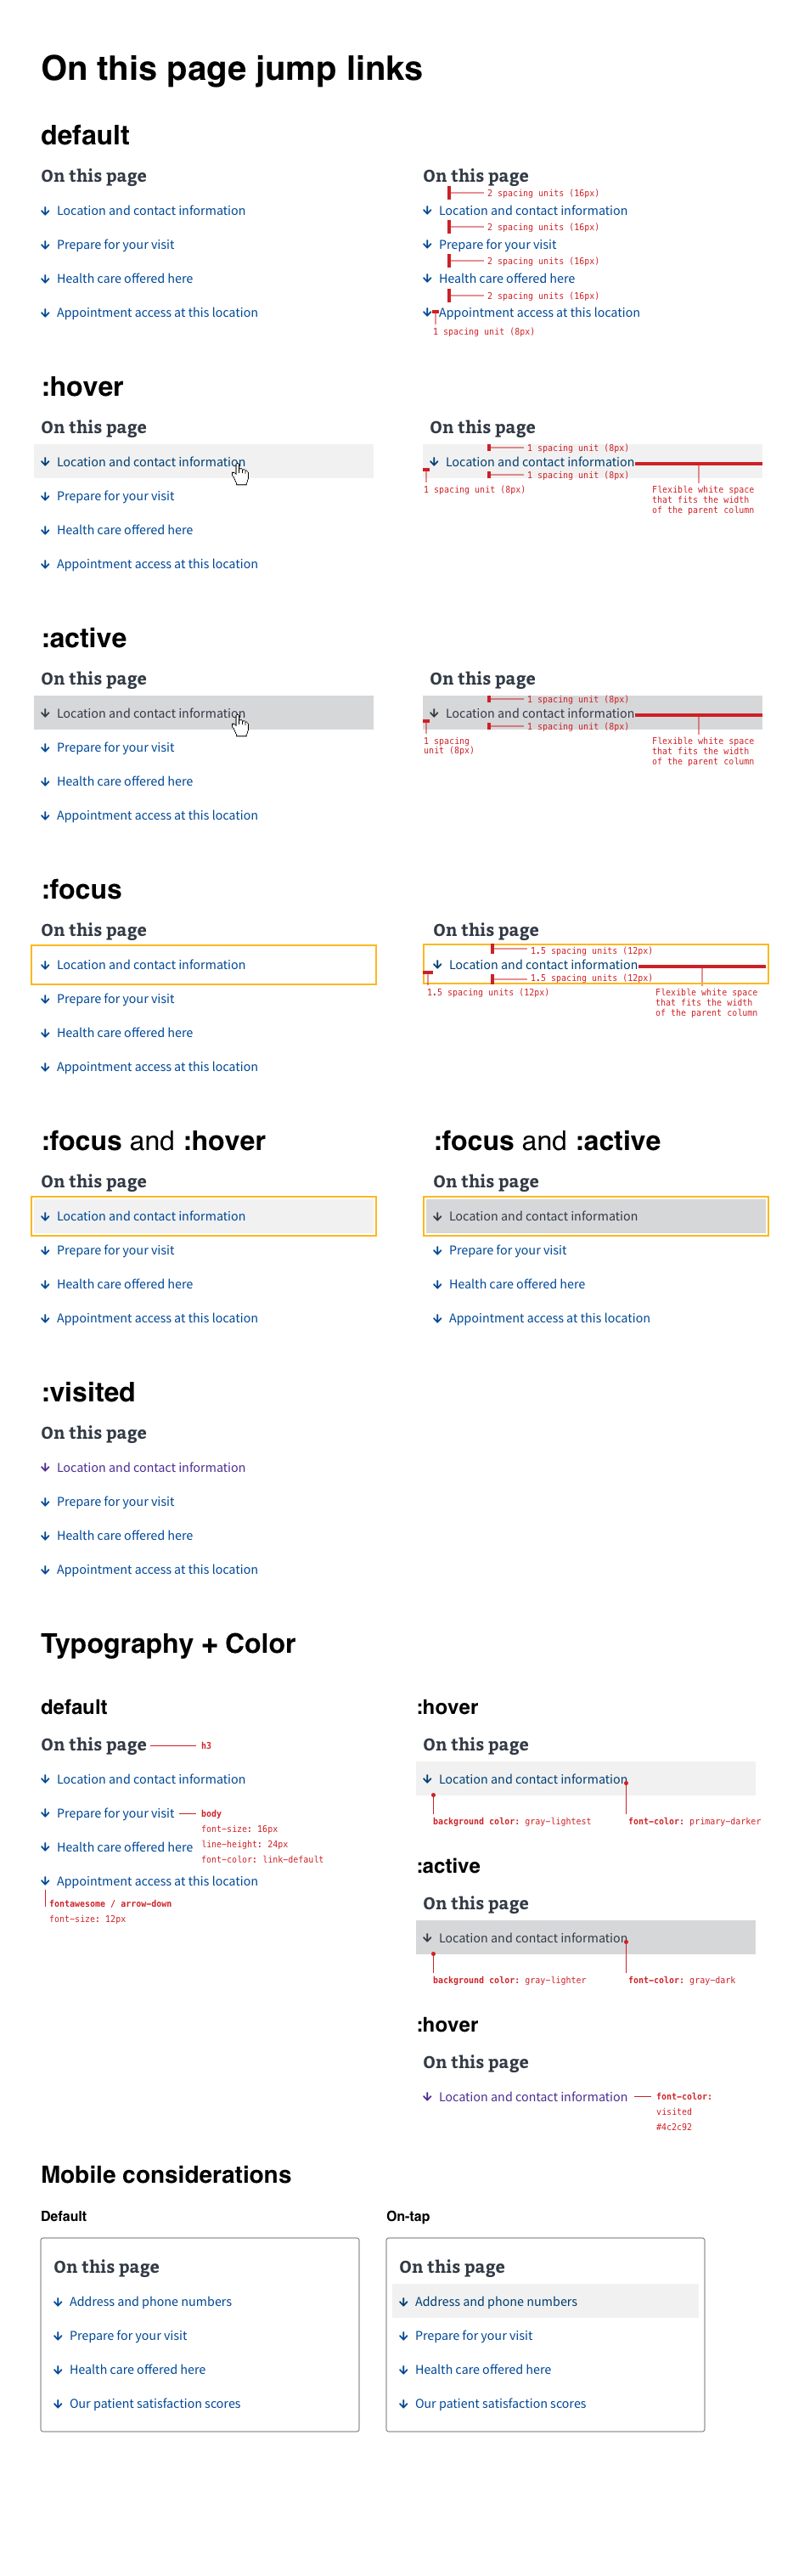 On this page jump links
default
On this page
Location and contact information
Prepare for your visit
Health care offered here
Appointment access at this location
On this page
2 spacing units (16px)
Location and contact information
2 spacing units (16px)
Prepare for your visit
2 spacing units (16px)
Health care offered here
2 spacing units (16px)
Appointment access at this location
1 spacing unit (8px)
:hover
On this page
Location and contact information
Prepare for your visit
Health care offered here
Appointment access at this location
On this page
1 spacing unit (8px)
Location and contact information
1 spacing unit (8px)
1 spacing unit (8px)
Flexible white space
that fits the width
of the parent column
:active
On this page
Location and contact information
Prepare for your visit
Health care offered here
Appointment access at this location
On this page
1 spacing unit (8px)
Location and contact information
1 spacing unit (8px)
1 spacing
unit (8px)
Flexible white space
that fits the width
of the parent column
:focus
On this page
Location and contact information
Prepare for your visit
Health care offered here
Appointment access at this location
On this page
1.5 spacing units (12px)
Location and contact information
1.5 spacing units (12px)
1.5 spacing units (12px)
Flexible white space
that fits the width
of the parent column
:focus and :hover
On this page
Location and contact information
Prepare for your visit
Health care offered here
Appointment access at this location
:focus and :active
On this page
Location and contact information
Prepare for your visit
Health care offered here
Appointment access at this location
:visited
On this page
Location and contact information
Prepare for your visit
Health care offered here
Appointment access at this location
Typography + Color
default
On this page
h3
Location and contact information
Prepare for your visit
body
font-size: 16px
line-height: 24px
font-color: link-default
Health care offered here
Appointment access at this location
fontawesome / arrow-down
font-size: 12px
:hover
On this page
Location and contact information
background color: gray-lightest
font-color: primary-darker
:active
On this page
Location and contact information
background color: gray-lighter
font-color: gray-dark
:hover
On this page
Location and contact information
font-color:
visited
#4c2c92
Mobile considerations
Default
On this page
Address and phone numbers
Prepare for your visit
Health care offered here
Our patient satisfaction scores
On-tap
On this page
Address and phone numbers
Prepare for your visit
Health care offered here
Our patient satisfaction scores